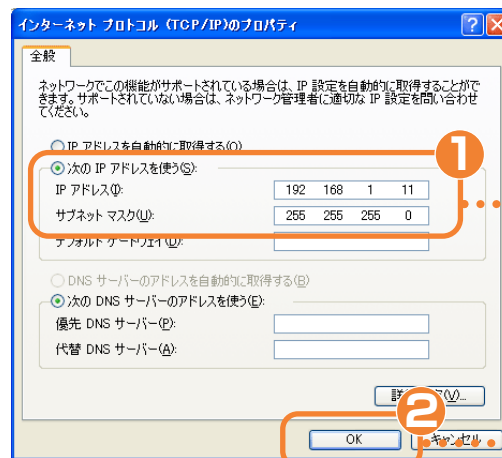 インターネット プロトコル (TCP/IP)のプロパティ
全般
ネットワークでこの機能がサポートされている場合は、IP 設定を自動的に取得することがで
きます。サポートされていない場合は、ネットワーク管理者に適切な IP 設定を問い合わせ
てください。
IP アドレスを自動的に取得する(O)
次の IP アドレスを使う(S):
1
IP アドレス(I): 192 168 1 11
サブネット マスク(U): 255 255 255 0
デフォルト ゲートウェイ(D):
DNS サーバーのアドレスを自動的に取得する(B)
次の DNS サーバーのアドレスを使う(E):
優先 DNS サーバー(P):
代替 DNS サーバー(A):
(V)...
2
OK キャンセル